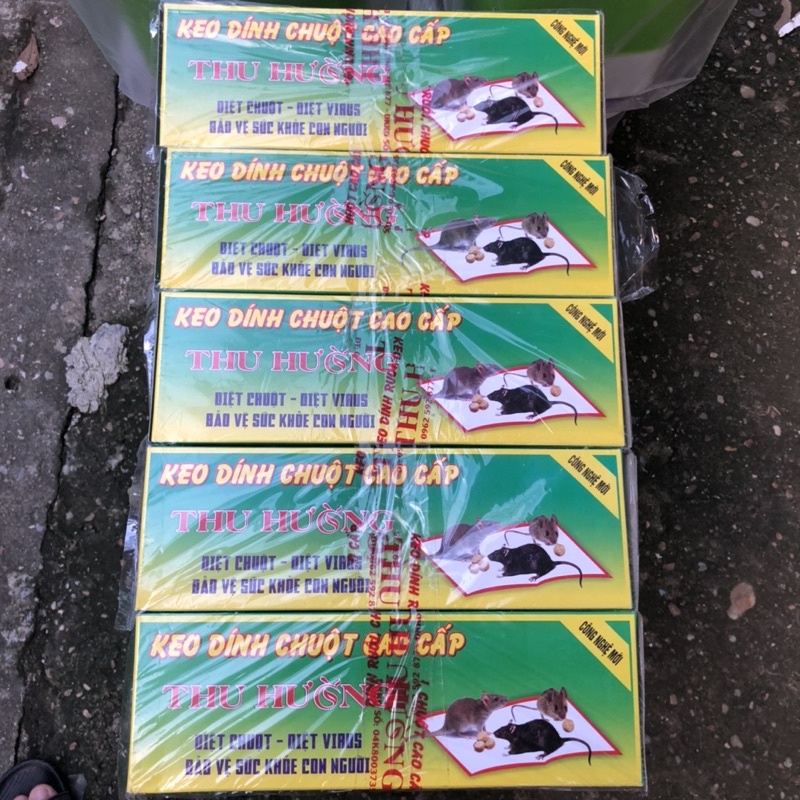 KEO DÍNH CHUỘT CAO CẤP
CÔNG NGHỆ MỚI
THU HƯỜNG
DIỆT CHUỘT - DIỆT VIRUS
BẢO VỆ SỨC KHỎE CON NGƯỜI
KEO DÍNH CHUỘT CAO CẤP
CÔNG NGHỆ MỚI
THU HƯỜNG
DIỆT CHUỘT - DIỆT VIRUS
BẢO VỆ SỨC KHỎE CON NGƯỜI
KEO DÍNH CHUỘT CAO CẤP
CÔNG NGHỆ MỚI
THU HƯỜNG
DIỆT CHUỘT - DIỆT VIRUS
BẢO VỆ SỨC KHỎE CON NGƯỜI
KEO DÍNH CHUỘT CAO CẤP
CÔNG NGHỆ MỚI
THU HƯỜNG
DIỆT CHUỘT - DIỆT VIRUS
BẢO VỆ SỨC KHỎE CON NGƯỜI
KEO DÍNH CHUỘT CAO CẤP
CÔNG NGHỆ MỚI
THU HƯỜNG
DIỆT CHUỘT - DIỆT VIRUS
BẢO VỆ SỨC KHỎE CON NGƯỜI